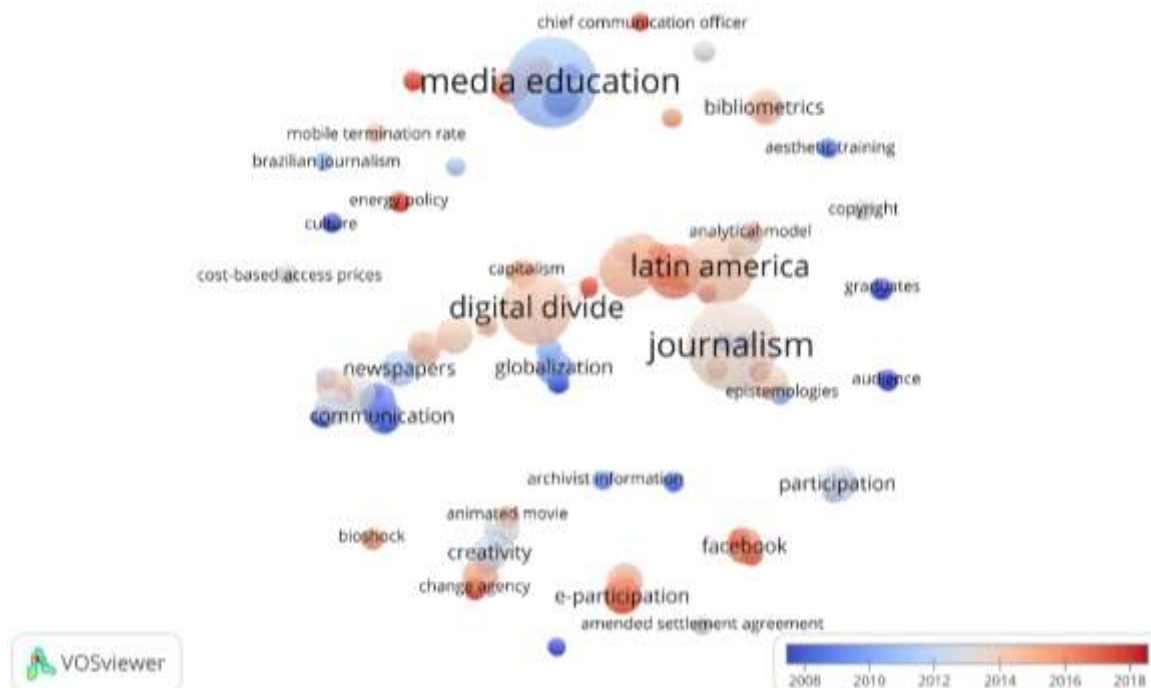 chief communication officer
media education
bibliometrics
mobile termination rate
aesthetic training
brazilian journalism
energy policy
copyright
culture
analytical model
cost-based access prices
capitalism
latin america
graduates
digital divide
journalism
newspapers
globalization
audience
epistemologies
communication
archivist information
participation
animated movie
bioshock
facebook
creativity
change agency
e-participation
amended settlement agreement
VOSviewer
2008 2010 2012 2014 2016 2018